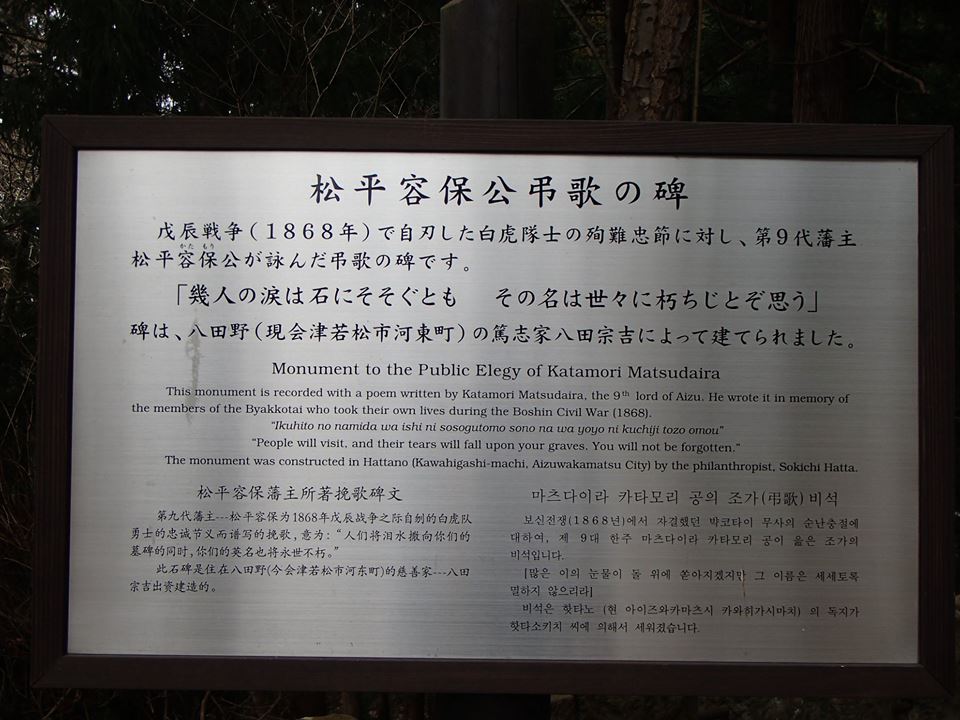 松平容保公弔歌の碑
戊辰戦争(1868年)で自刃した白虎隊士の殉難忠節に対し、第9代藩主
かた もり
松平容保公が詠んだ弔歌の碑です。
「幾人の涙は石にそそぐとも その名は世々に朽ちじとぞ思う」
碑は、八田野(現会津若松市河東町)の篤志家八田宗吉によって建てられました。
Monument to the Public Elegy of Katamori Matsudaira
This monument is recorded with a poem written by Katamori Matsudaira, the 9th lord of Aizu. He wrote it in memory of
the members of the Byakkotai who took their own lives during the Boshin Civil War (1868).
"Ikuhito no namida wa ishi ni sosogutomo sono na wa yoyo ni kuchiji tozo omou"
"People will visit, and their tears will fall upon your graves. You will not be forgotten."
The monument was constructed in Hattano (Kawahigashi-machi, Aizuwakamatsu City) by the philanthropist, Sokichi Hatta.
松平容保藩主所著挽歌碑文
第九代藩主---松平容保为1868年戊辰战争之际自刎的白虎队
勇士的忠诚节义而谱写的挽歌，意为：“人们将泪水撒向你们的
墓碑的同时，你们的英名也将永世不朽。”
此石碑是住在八田野(今会津若松市河东町)的慈善家---八田
宗吉出资建造的。
마츠다이라 카타모리 공의 조가(弔歌) 비석
보신전쟁(1868년)에서 자결했던 박코타이 무사의 순난충절에
대하여, 제 9대 한주 마츠다이라 카타모리 공이 읊은 조가의
비석입니다.
[많은 이의 눈물이 돌 위에 쏟아지겠지만 그 이름은 세세토록
멸하지 않으리라]
비석은 핫타노 (현 아이즈와카마츠시 카와히가시마치) 의 독지가
핫타소키치 씨에 의해서 세워졌습니다.